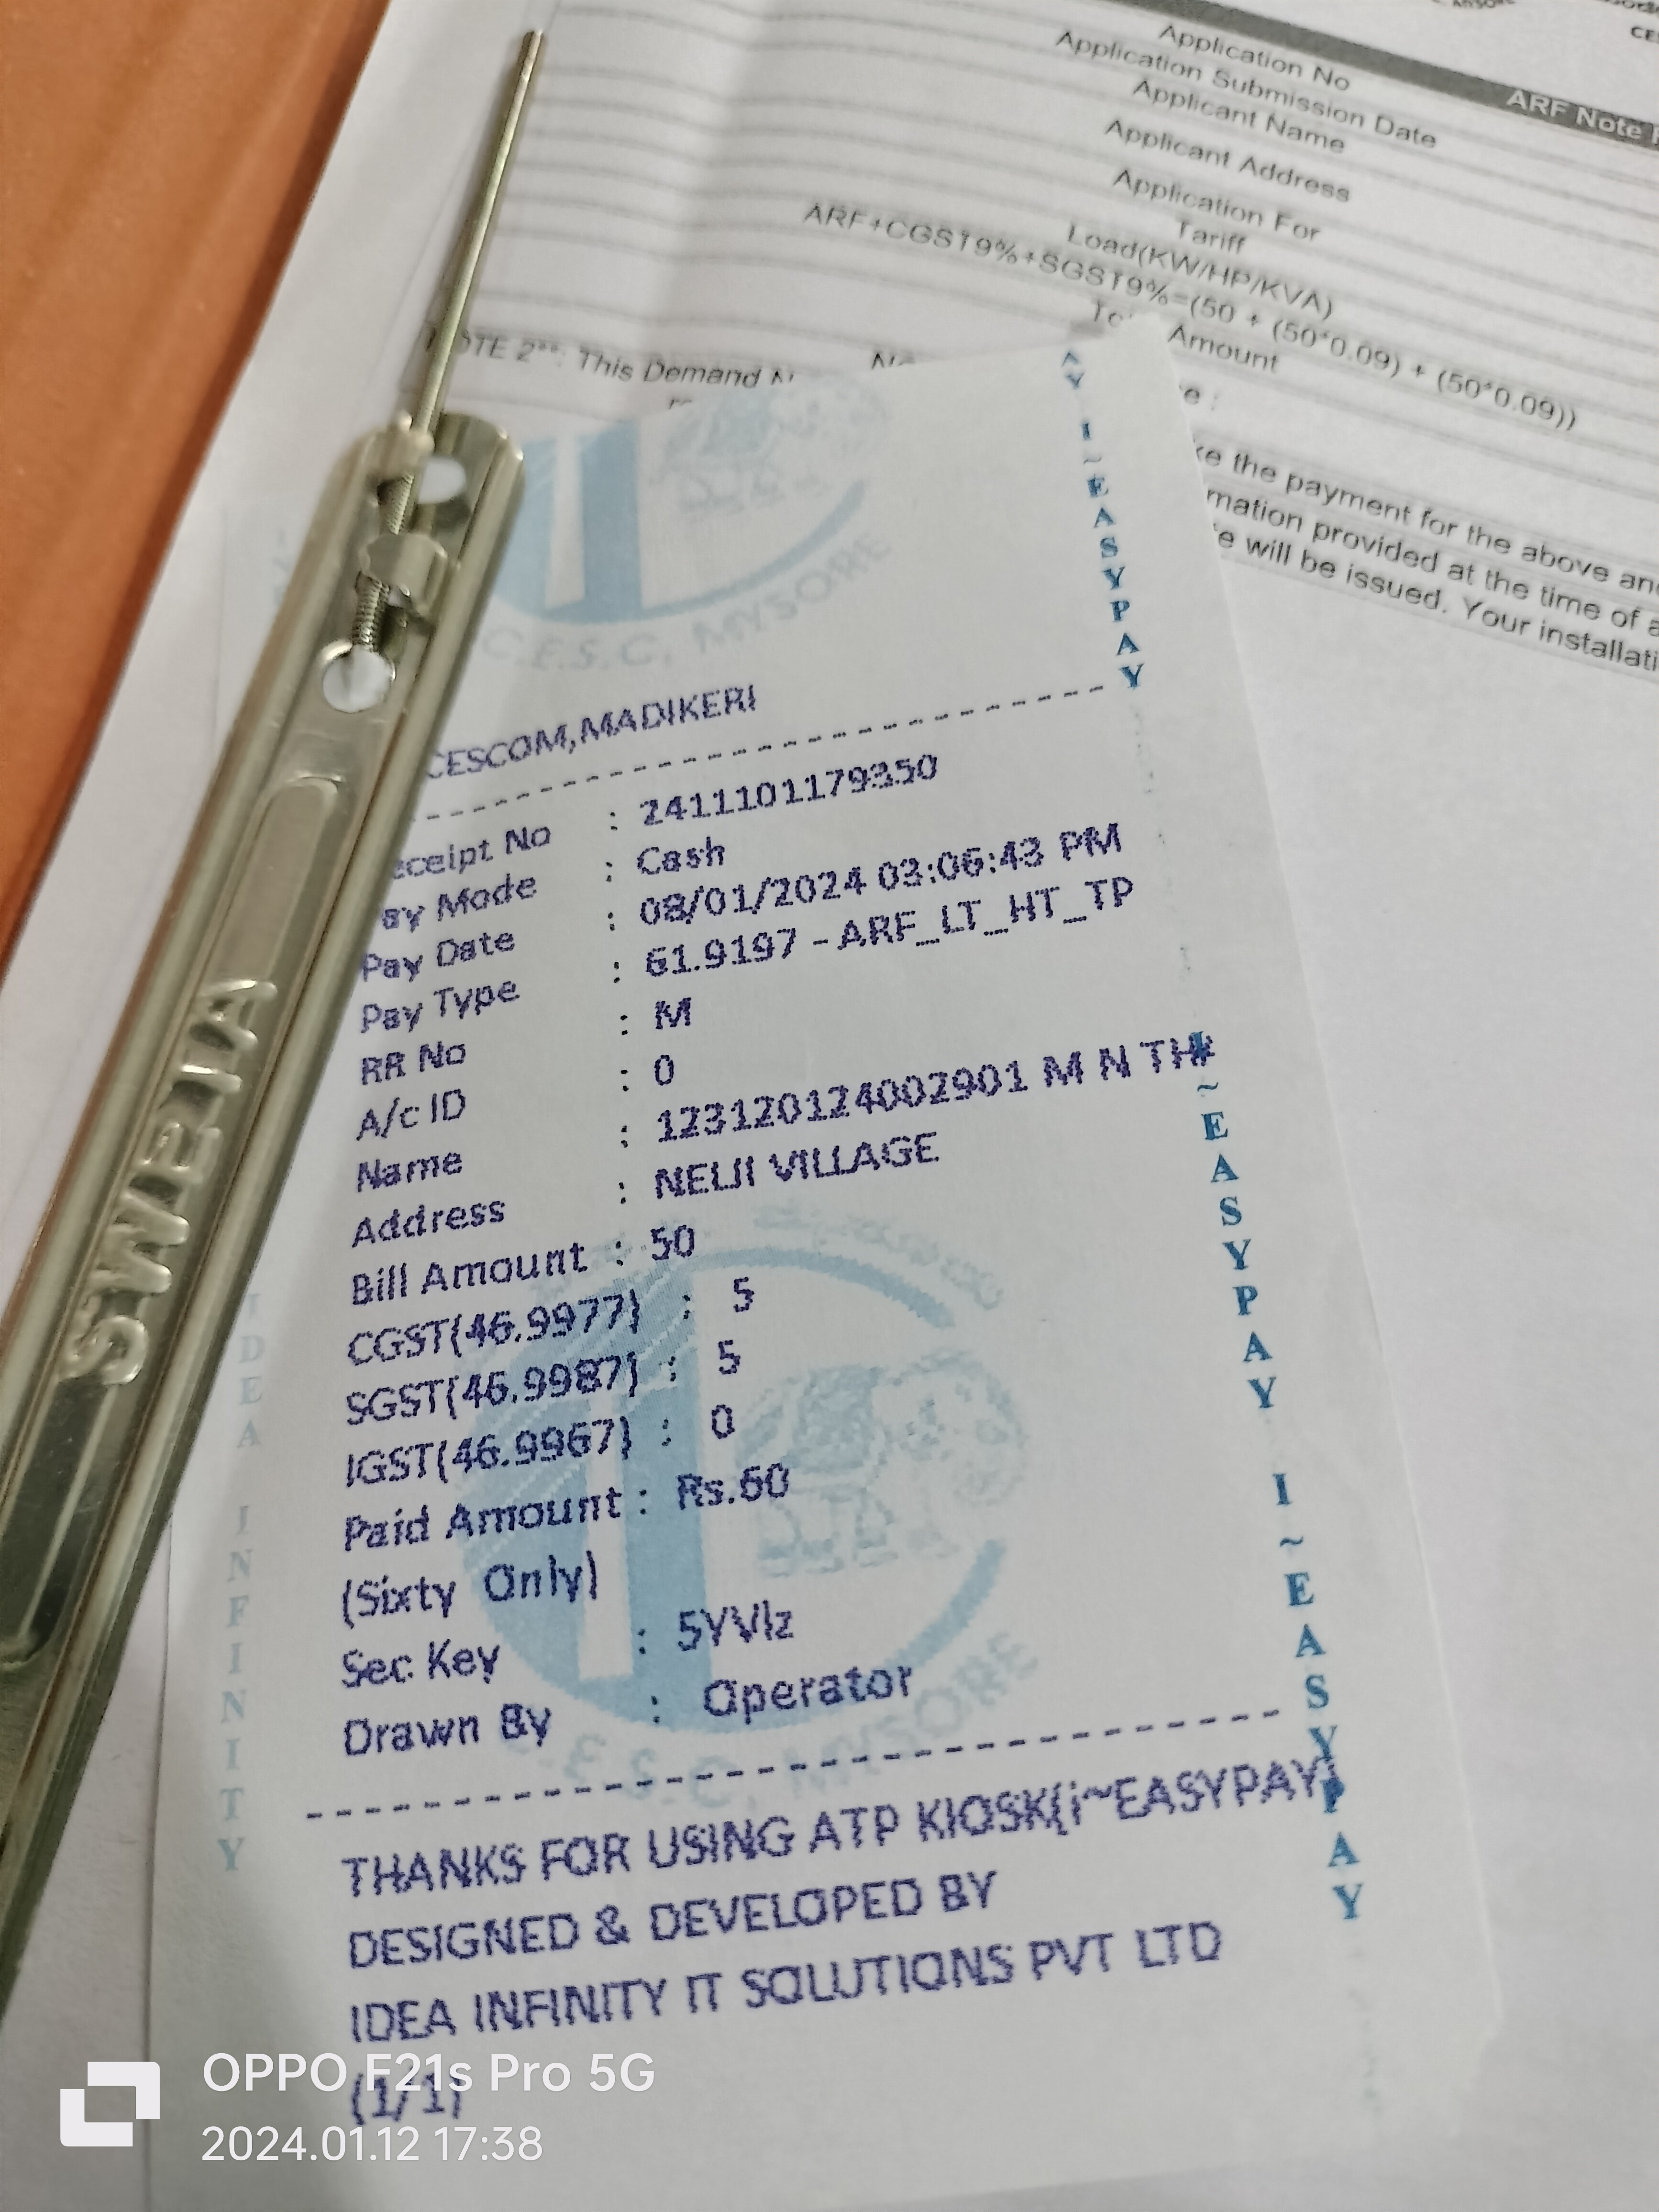 CE
ARF Note
Application No
Application Submission Date
Applicant Name
Applicant Address
Application For
Tariff
Load(KW/HP/KVA)
ARF+CGST9%+SGST9%=(50 + (50*0.09) + (50*0.09))
Amount
NOTE 2**: This Demand
the payment for the above
provided at the time of
will be issued. Your
C.E.S.C. MYSORE
I~EASYPAY
CESCOM,MADIKERI
Receipt No : 2411101179350
Pay Mode : Cash
Pay Date : 08/01/2024 03:06:43 PM
Pay Type : 61.9197 - ARF_LT_HT_TP
RR No : M
A/c ID : 0
Name : 123120124002901 M N TH
Address : NELJI VILLAGE
Bill Amount : 50
CGST(46.9977) : 5
SGST(46.9987) : 5
IGST(46.9967) : 0
Paid Amount : Rs.60
(Sixty Only)
Sec Key : 5YVlz
Drawn By : Operator
THANKS FOR USING ATP KIOSK(i~EASYPAY)
DESIGNED & DEVELOPED BY
IDEA INFINITY IT SOLUTIONS PVT LTD
(1/1)
I~EASYPAY
I~EASYPAY
IDEA INFINITY
SWETA
OPPO F21s Pro 5G
2024.01.12 17:38